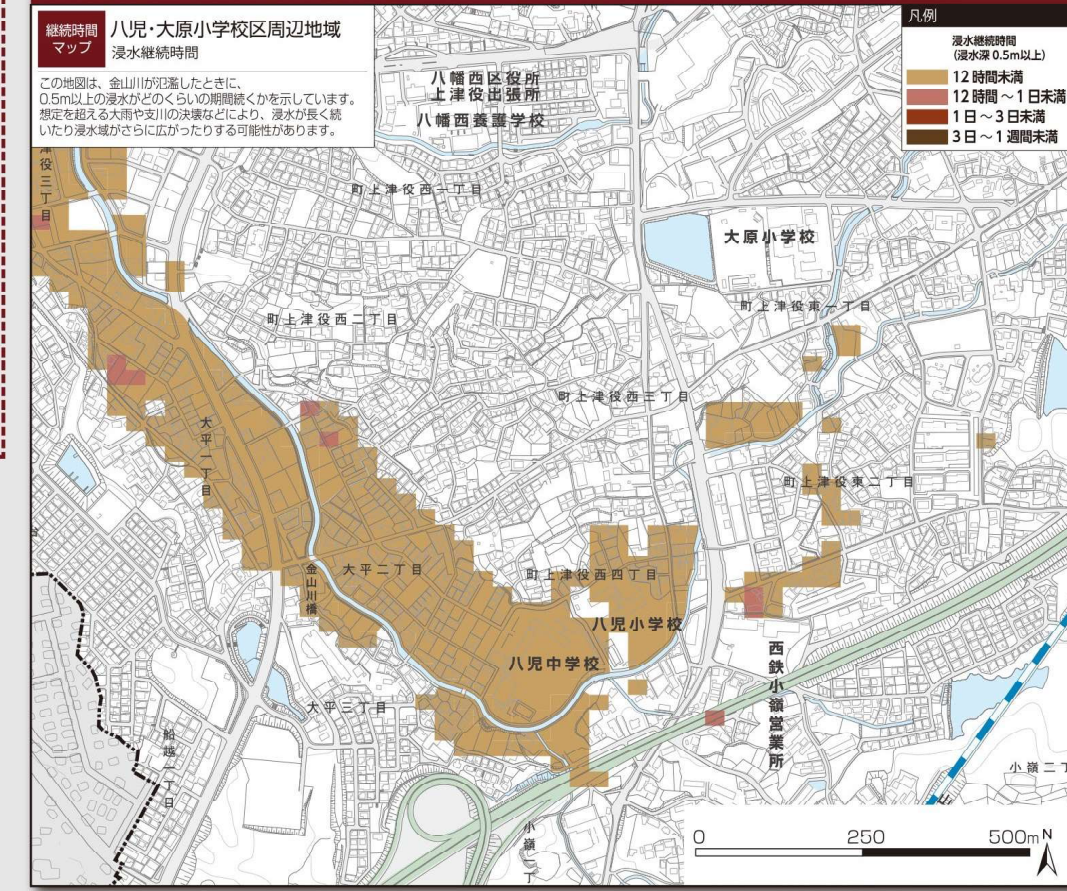 継続時間
マップ
八児・大原小学校区周辺地域
浸水継続時間
この地図は、金山川が氾濫したときに、
0.5m以上の浸水がどのくらいの期間続くかを示しています。
想定を超える大雨や支川の決壊などにより、浸水が長く続
いたり浸水域がさらに広がったりする可能性があります。
凡例
浸水継続時間
(浸水深 0.5m以上)
12時間未満
12時間～1日未満
1日～3日未満
3日～1週間未満
八幡西区役所
上津役出張所
八幡西養護学校
津役三丁目
町上津役西一丁目
大原小学校
町上津役東一丁目
町上津役西二丁目
町上津役西三丁目
大平一丁目
町上津役東二丁目
金山川橋
大平二丁目
町上津役西四丁目
八児小学校
八児中学校
西鉄小嶺営業所
大平三丁目
船越一丁目
小嶺二丁
小嶺一丁
0 250 500m
N